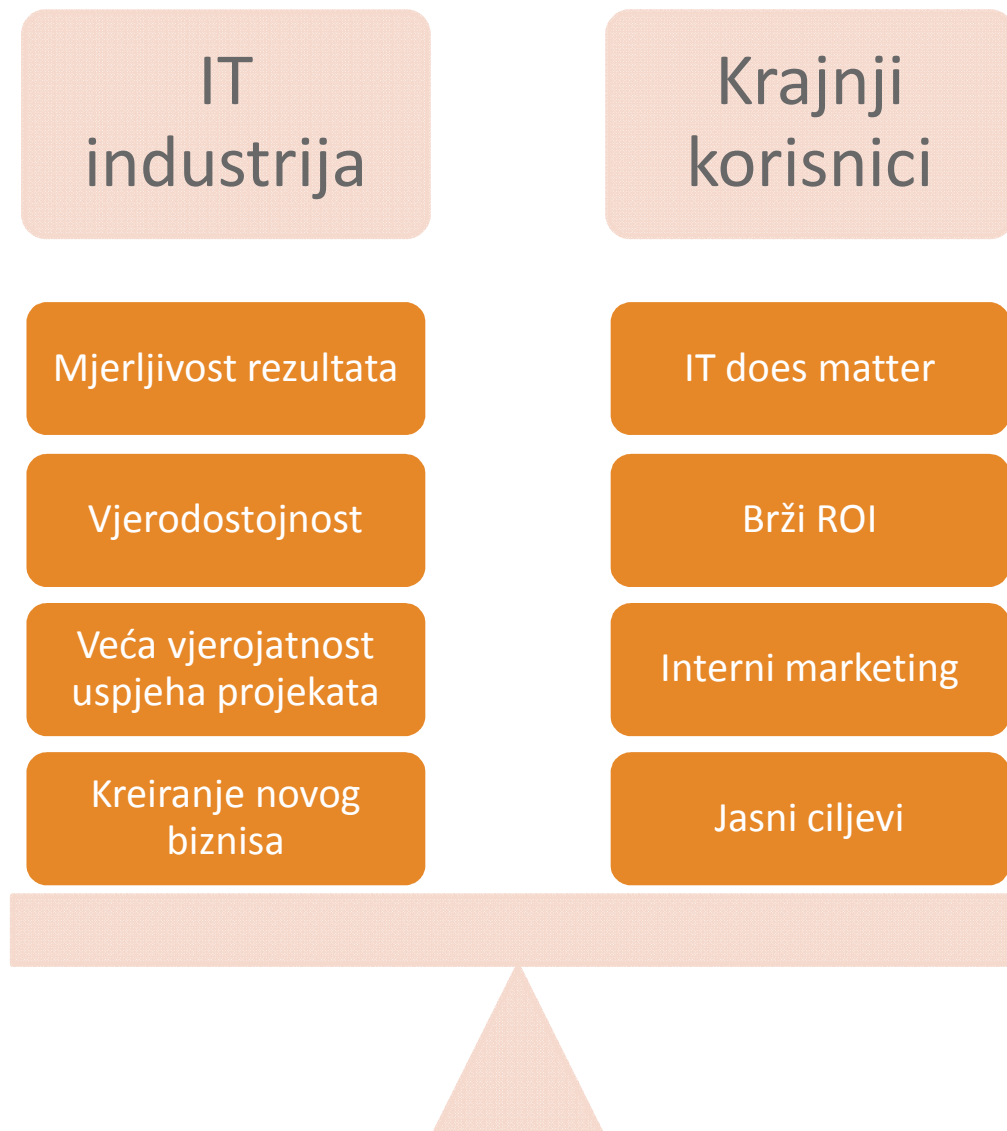 IT
industrija
Mjerljivost rezultata
Vjerodostojnost
Veća vjerojatnost
uspjeha projekata
Kreiranje novog
biznisa
Krajnji
korisnici
IT does matter
Brži ROI
Interni marketing
Jasni ciljevi